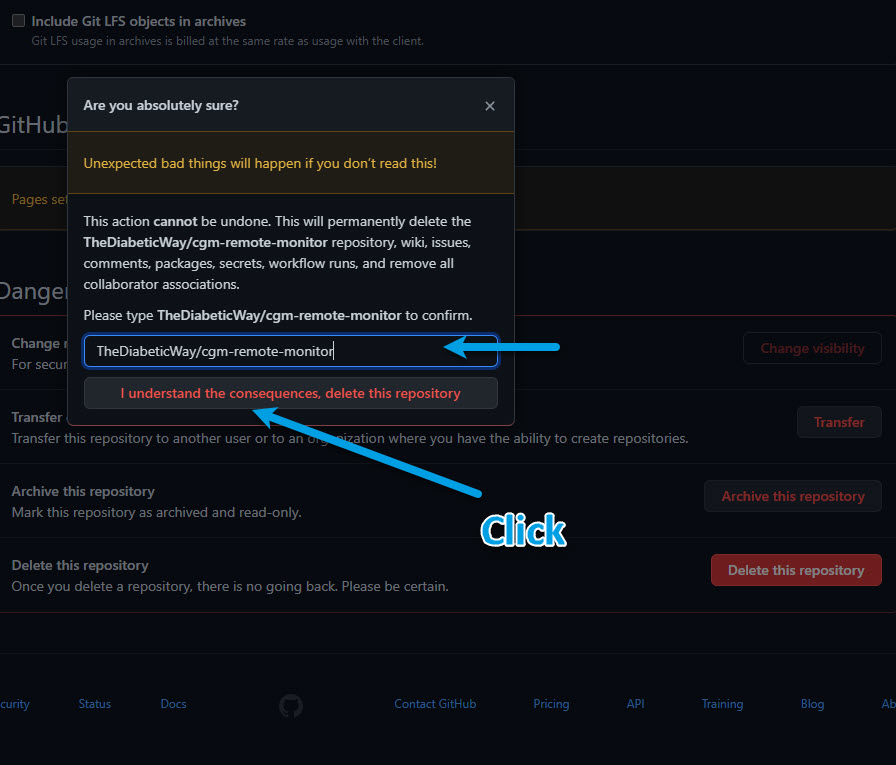 Include Git LFS objects in archives
Git LFS usage in archives is billed at the same rate as usage with the client.
Are you absolutely sure?
×
GitHub
Unexpected bad things will happen if you don’t read this!
Pages set
This action cannot be undone. This will permanently delete the
TheDiabeticWay/cgm-remote-monitor repository, wiki, issues,
comments, packages, secrets, workflow runs, and remove all
collaborator associations.
Danger
Please type TheDiabeticWay/cgm-remote-monitor to confirm.
TheDiabeticWay/cgm-remote-monitor
I understand the consequences, delete this repository
Change r
For secur
Change visibility
Transfer
Transfer this repository to another user or to an organization where you have the ability to create repositories.
Transfer
Archive this repository
Mark this repository as archived and read-only.
Archive this repository
Click
Delete this repository
Once you delete a repository, there is no going back. Please be certain.
Delete this repository
curity
Status
Docs
Contact GitHub
Pricing
API
Training
Blog
Ab